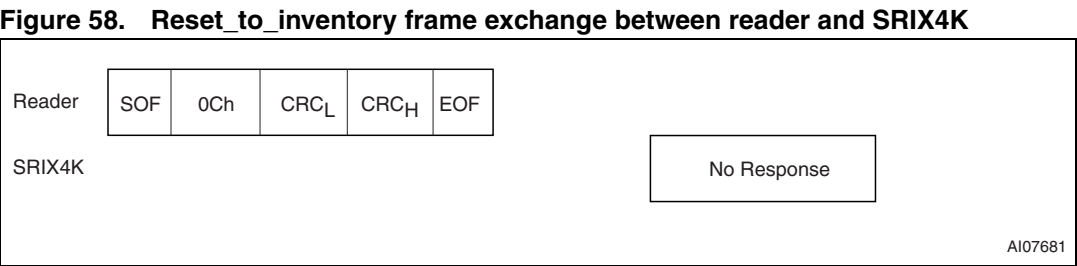 Figure 58. Reset_to_inventory frame exchange between reader and SRIX4K
Reader SOF 0Ch CRCL CRCH EOF
SRIX4K No Response
AI07681